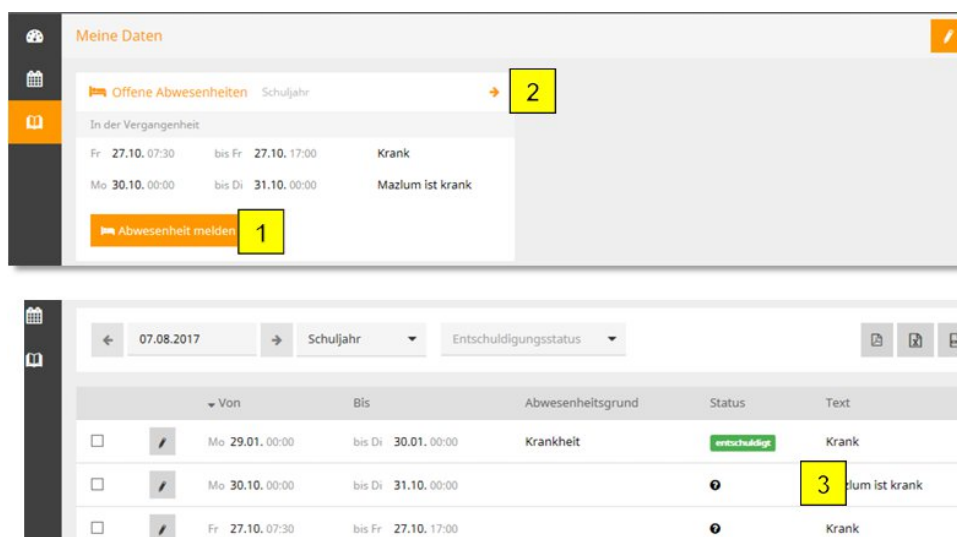 Meine Daten
Offene Abwesenheiten Schuljahr
2
In der Vergangenheit
Fr 27.10. 07:30 bis Fr 27.10. 17:00 Krank
Mo 30.10. 00:00 bis Di 31.10. 00:00 Mazlum ist krank
Abwesenheit melden
1
07.08.2017 Schuljahr Entschuldigungsstatus
Von Bis Abwesenheitsgrund Status Text
Mo 29.01. 00:00 bis Di 30.01. 00:00 Krankheit entschuldigt Krank
Mo 30.10. 00:00 bis Di 31.10. 00:00 3 zlum ist krank
Fr 27.10. 07:30 bis Fr 27.10. 17:00 Krank